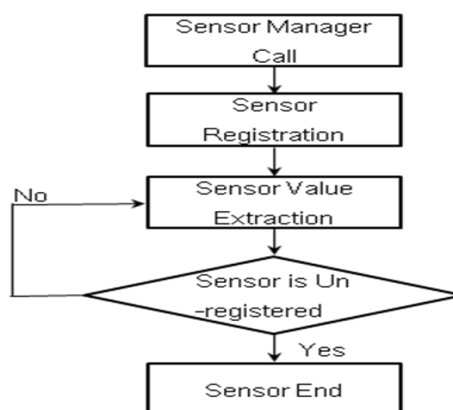 Sensor Manager
Call
Sensor
Registration
No
Sensor Value
Extraction
Sensor is Un
-registered
Yes
Sensor End